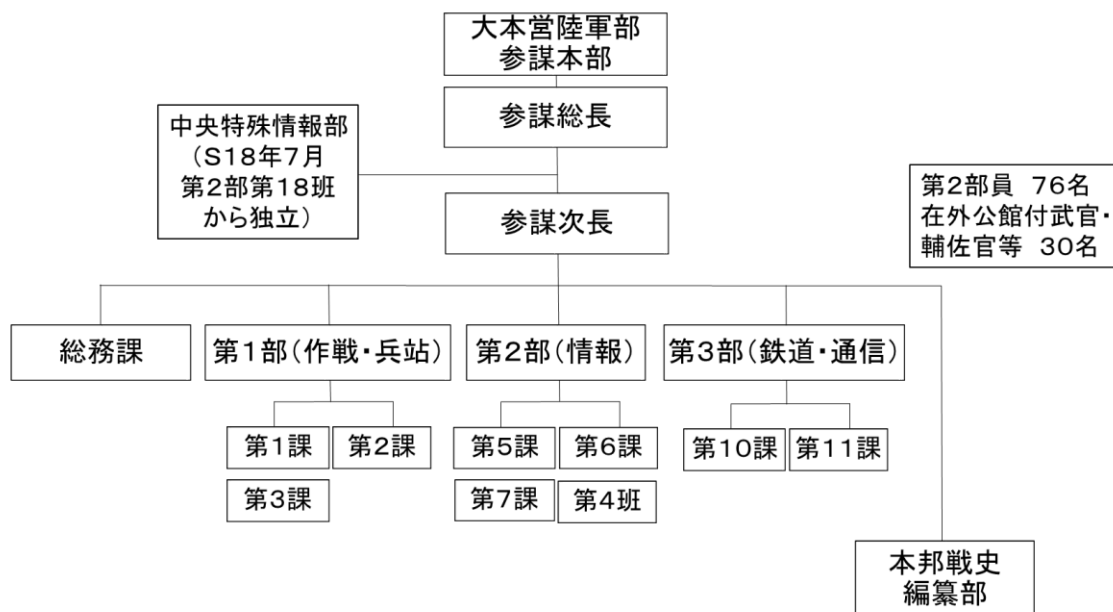 大本営陸軍部
参謀本部
参謀総長
中央特殊情報部
(S18年7月
第2部第18班
から独立)
第2部員 76名
在外公館付武官・
輔佐官等 30名
参謀次長
総務課
第1部(作戦・兵站)
第2部(情報)
第3部(鉄道・通信)
第1課
第2課
第5課
第6課
第10課
第11課
第3課
第7課
第4班
本邦戦史
編纂部